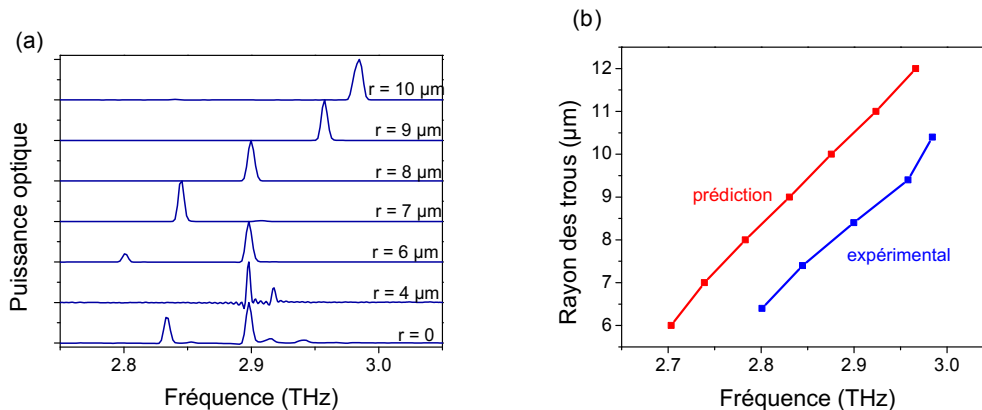 (a)
Puissance optique
r = 10 µm
r = 9 µm
r = 8 µm
r = 7 µm
r = 6 µm
r = 4 µm
r = 0
2.8 2.9 3.0
Fréquence (THz)
(b)
Rayon des trous (µm)
12
11
10
9
8
7
6
prédiction
expérimental
2.7 2.8 2.9 3.0
Fréquence (THz)